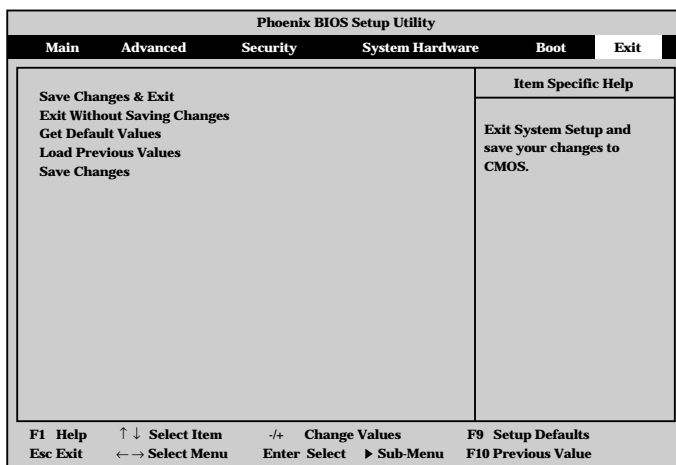 Phoenix BIOS Setup Utility
Main Advanced Security System Hardware Boot Exit
Item Specific Help
Save Changes & Exit
Exit Without Saving Changes
Get Default Values
Load Previous Values
Save Changes
Exit System Setup and
save your changes to
CMOS.
F1 Help ↑ ↓ Select Item -/+ Change Values F9 Setup Defaults
Esc Exit ← → Select Menu Enter Select ▶ Sub-Menu F10 Previous Value